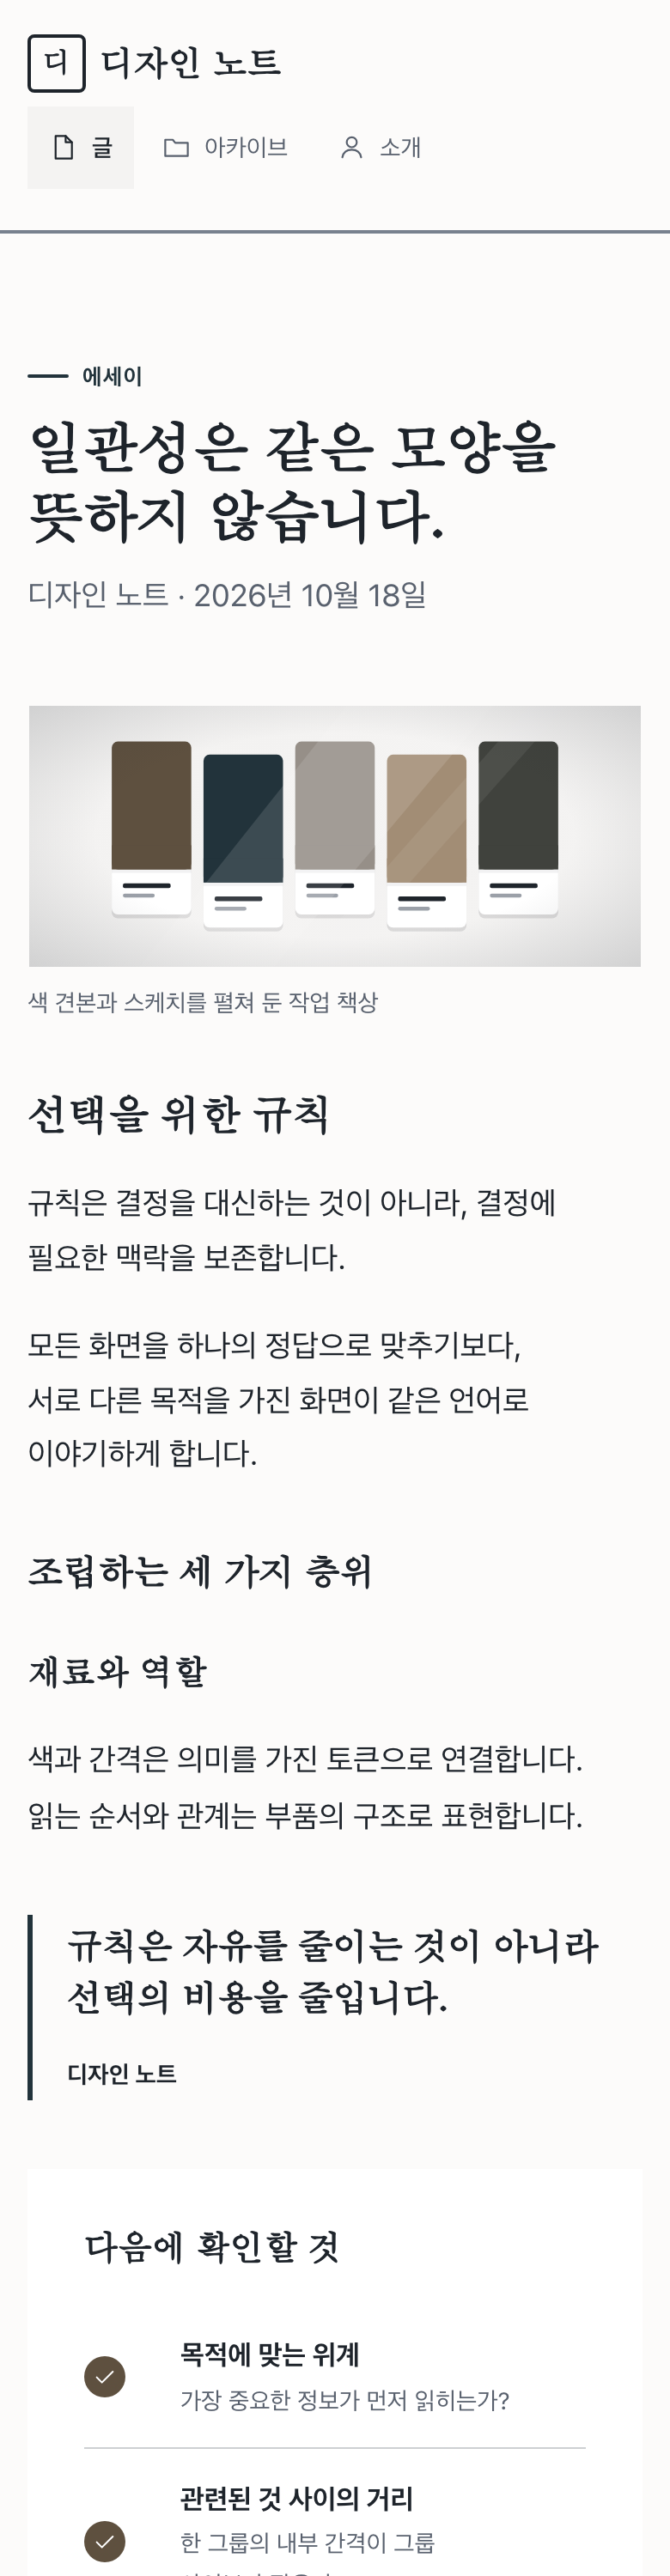 디 디자인 노트
글 아카이브 소개
에세이
일관성은 같은 모양을
뜻하지 않습니다.
디자인 노트 · 2026년 10월 18일
색 견본과 스케치를 펼쳐 둔 작업 책상
선택을 위한 규칙
규칙은 결정을 대신하는 것이 아니라, 결정에
필요한 맥락을 보존합니다.
모든 화면을 하나의 정답으로 맞추기보다,
서로 다른 목적을 가진 화면이 같은 언어로
이야기하게 합니다.
조립하는 세 가지 층위
재료와 역할
색과 간격은 의미를 가진 토큰으로 연결합니다.
읽는 순서와 관계는 부품의 구조로 표현합니다.
규칙은 자유를 줄이는 것이 아니라
선택의 비용을 줄입니다.
디자인 노트
다음에 확인할 것
목적에 맞는 위계
가장 중요한 정보가 먼저 읽히는가?
관련된 것 사이의 거리
한 그룹의 내부 간격이 그룹